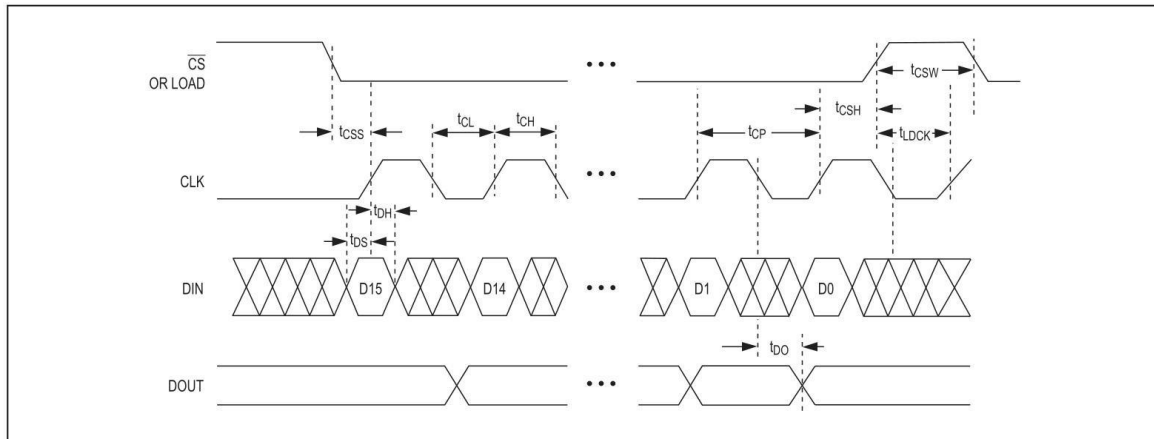 CS
OR LOAD
• • •
tCSW
tCSH
tCSS
tCL
tCH
tCP
tLDCK
CLK
• • •
tDH
tDS
DIN
D15
D14
• • •
D1
D0
tDO
DOUT
• • •